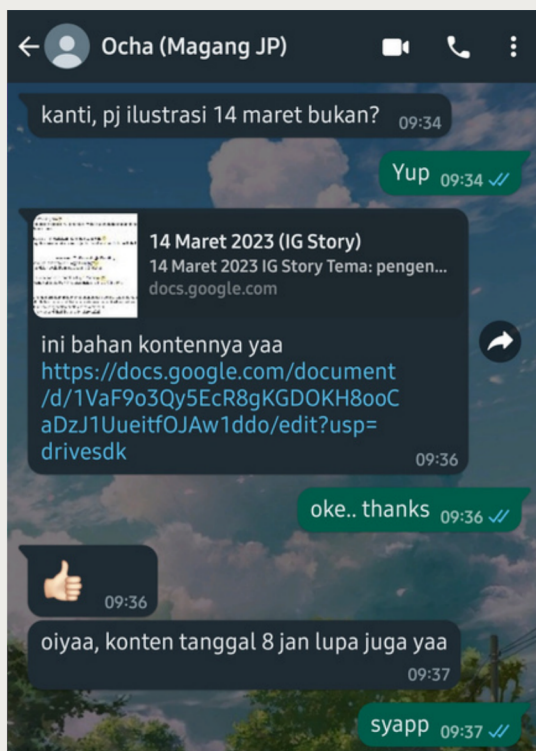 Ocha (Magang JP)
kanti, pj ilustrasi 14 maret bukan? 09:34
Yup 09:34
14 Maret 2023 (IG Story)
14 Maret 2023 IG Story Tema: pengen...
docs.google.com
ini bahan kontennya yaa
https://docs.google.com/document
/d/1VaF9o3Qy5EcR8gKGDOKH8ooC
aDzJ1UueitfOJAw1ddo/edit?usp=
drivesdk
09:36
oke.. thanks 09:36
09:36
oiyaa, konten tanggal 8 jan lupa juga yaa
09:37
syapp 09:37